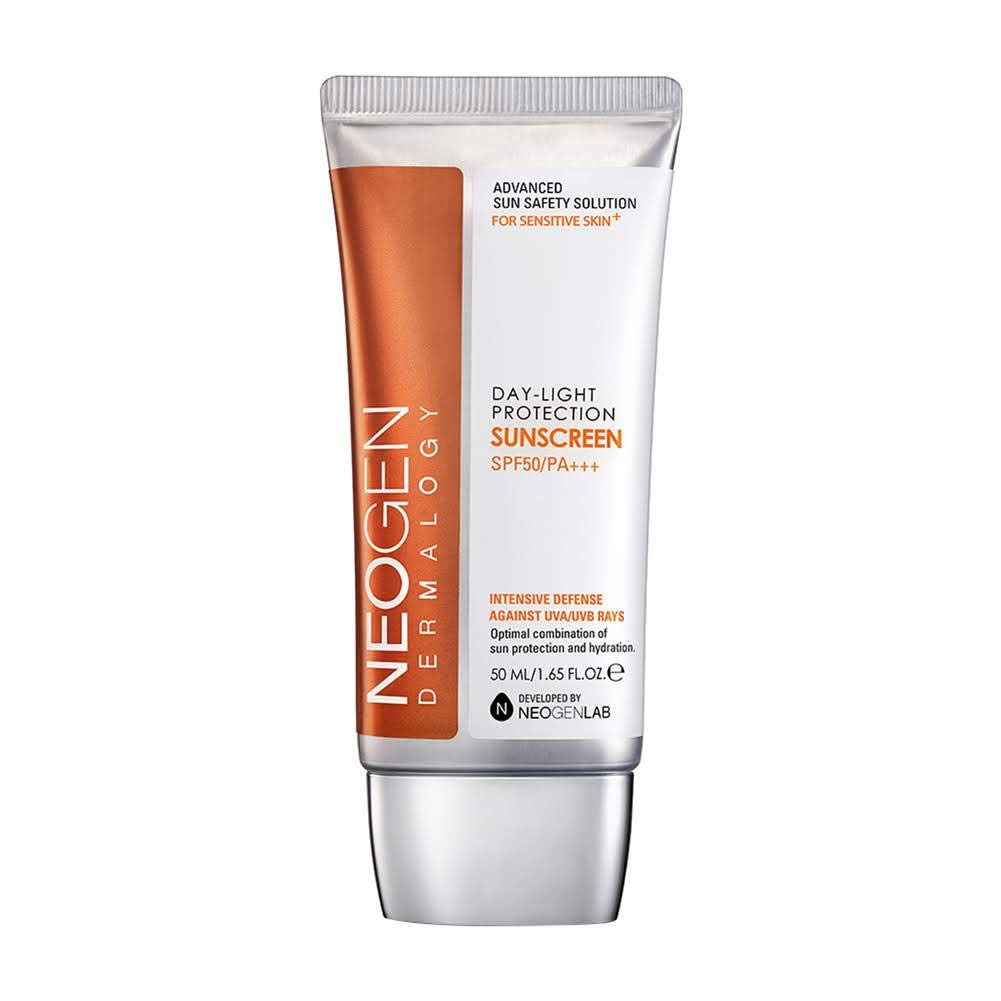 ADVANCED
SUN SAFETY SOLUTION
FOR SENSITIVE SKIN+
NEOGEN
DERMALOGY
DAY-LIGHT
PROTECTION
SUNSCREEN
SPF50/PA+++
INTENSIVE DEFENSE
AGAINST UVA/UVB RAYS
Optimal combination of
sun protection and hydration.
50 ML/1.65 FL.OZ.℮
N DEVELOPED BY
NEOGENLAB